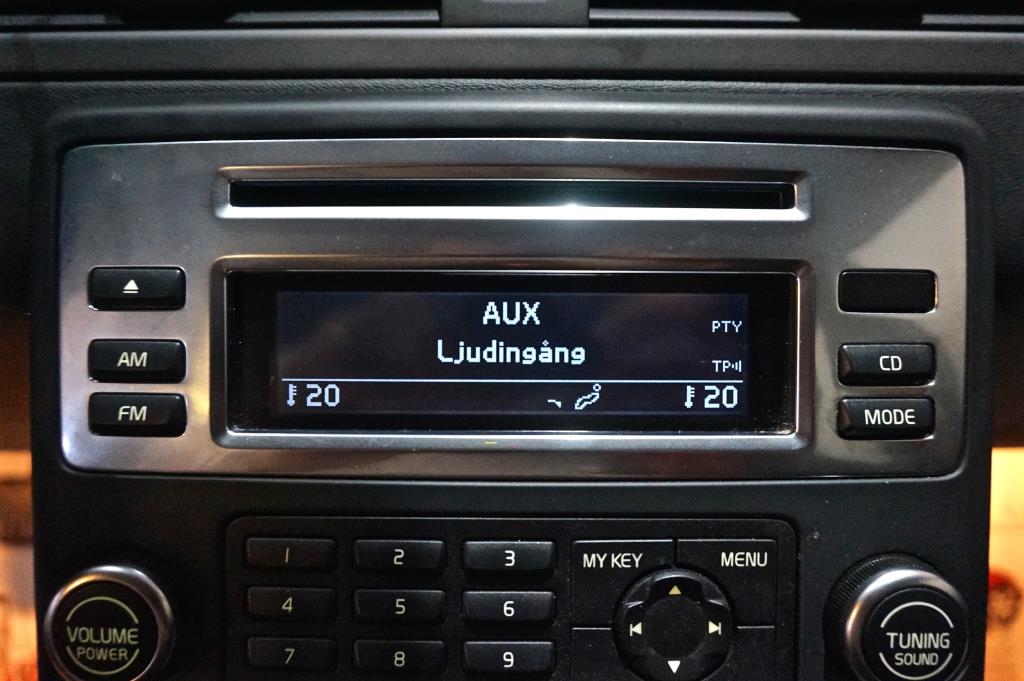 AUX
PTY
Ljudingång
TP
20
20
AM
FM
CD
MODE
1 2 3
4 5 6
7 8 9
MY KEY
MENU
VOLUME
POWER
TUNING
SOUND